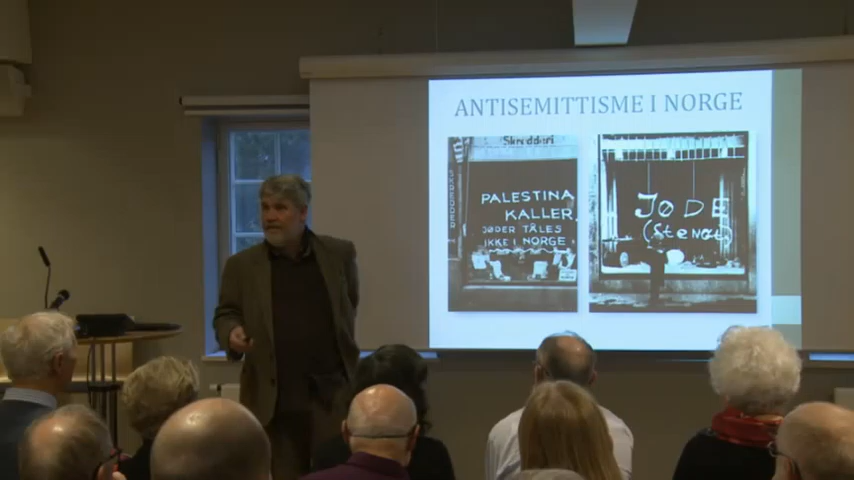 ANTISEMITTISME I NORGE
Skredderi
PALESTINA
KALLER.
JØDER TÅLES
IKKE I NORGE
JØDE
(Stengt)